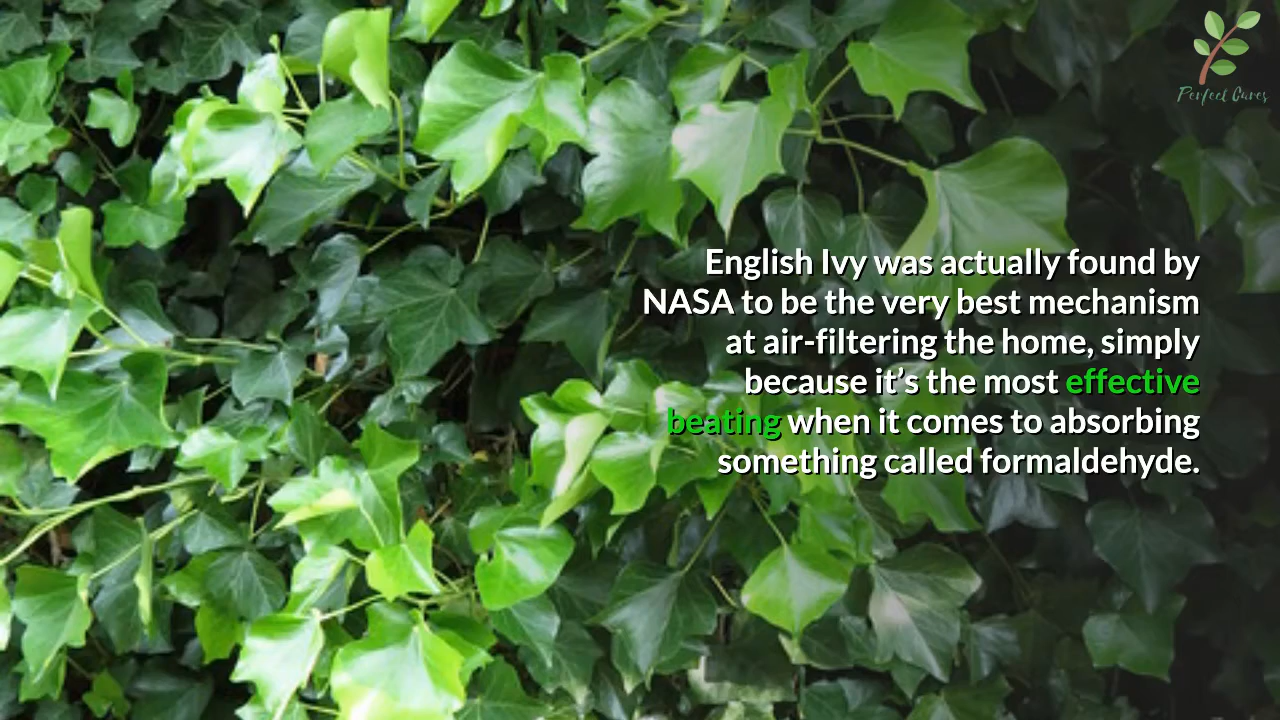 Perfect Cures
English Ivy was actually found by
NASA to be the very best mechanism
at air-filtering the home, simply
because it’s the most effective
beating when it comes to absorbing
something called formaldehyde.